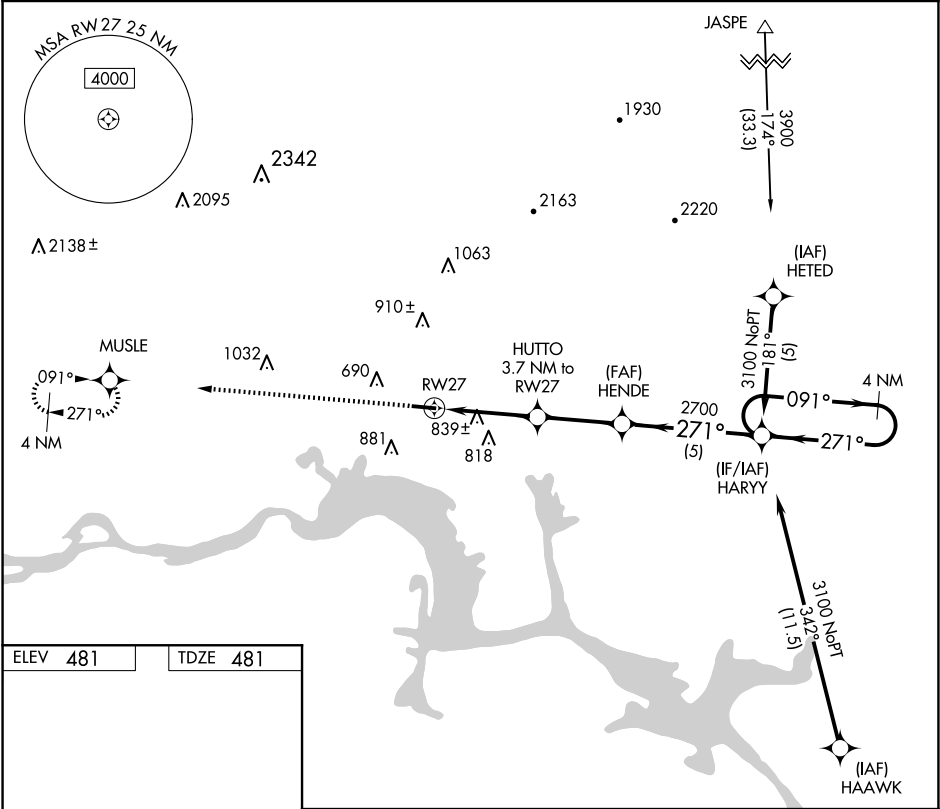 MSA RW27 25 NM
4000
JASPE
3900
174°
(33.3)
1930
2342
2095
2163
2220
2138±
1063
(IAF)
HETED
910±
3100 NoPT
181°
(5)
MUSLE
1032
HUTTO
3.7 NM to
RW27
(FAF)
HENDE
4 NM
091°
690
RW27
2700
091°
271°
839±
271°
271°
4 NM
881
818
(5)
(IF/IAF)
HARYY
3100 NoPT
342°
(11.5)
ELEV 481
TDZE 481
(IAF)
HAAWK